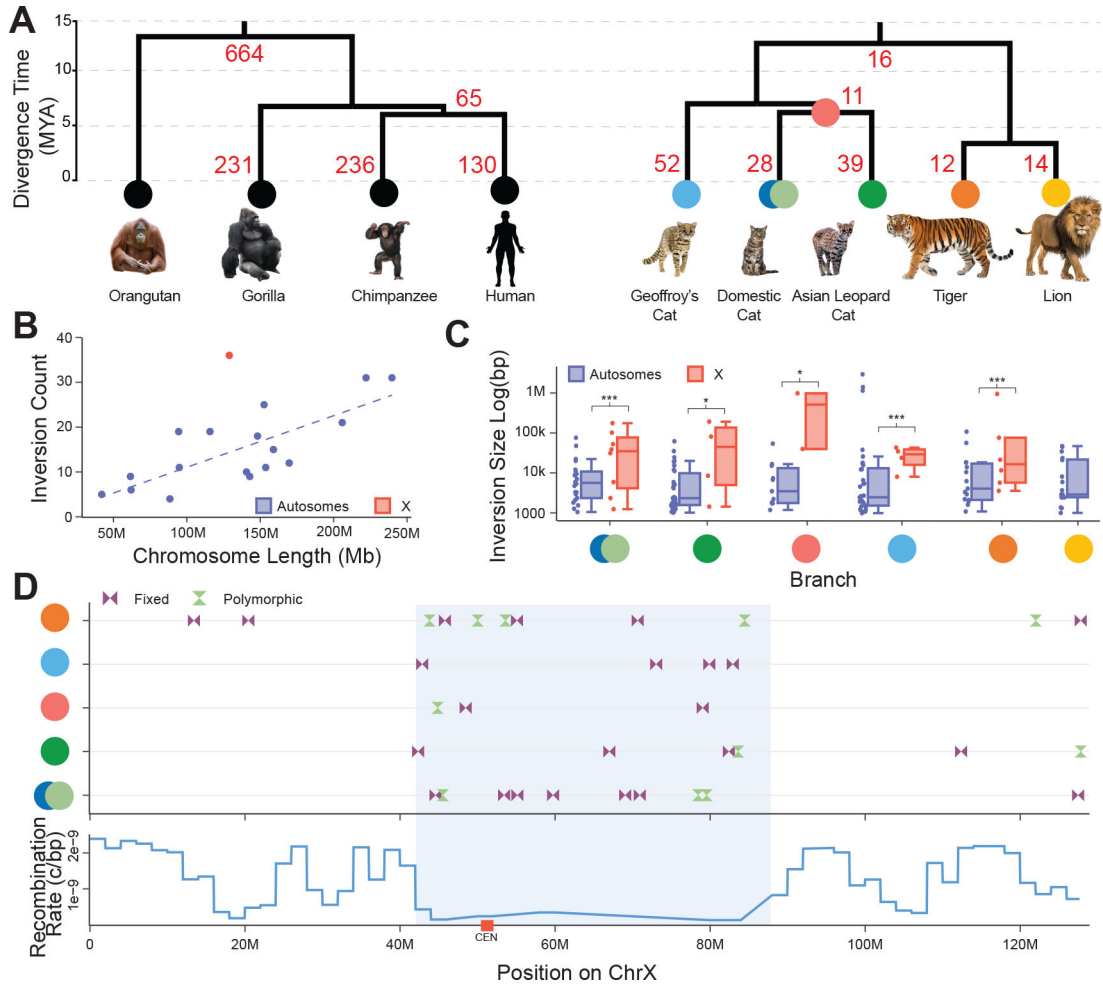 A
Divergence Time
(MYA)
15
10
5
0
664
65
231
236
130
16
11
52
28
39
12
14
Orangutan
Gorilla
Chimpanzee
Human
Geoffroy's
Cat
Domestic
Cat
Asian Leopard
Cat
Tiger
Lion
B
Inversion Count
40
30
20
10
0
Autosomes
X
50M
100M
150M
200M
250M
Chromosome Length (Mb)
C
Inversion Size Log(bp)
Autosomes
X
1M
100k
10k
1000
***
*
*
***
***
Branch
D
Fixed
Polymorphic
Recombination
Rate (c/bp)
2e-9
1e-9
CEN
0
20M
40M
60M
80M
100M
120M
Position on ChrX